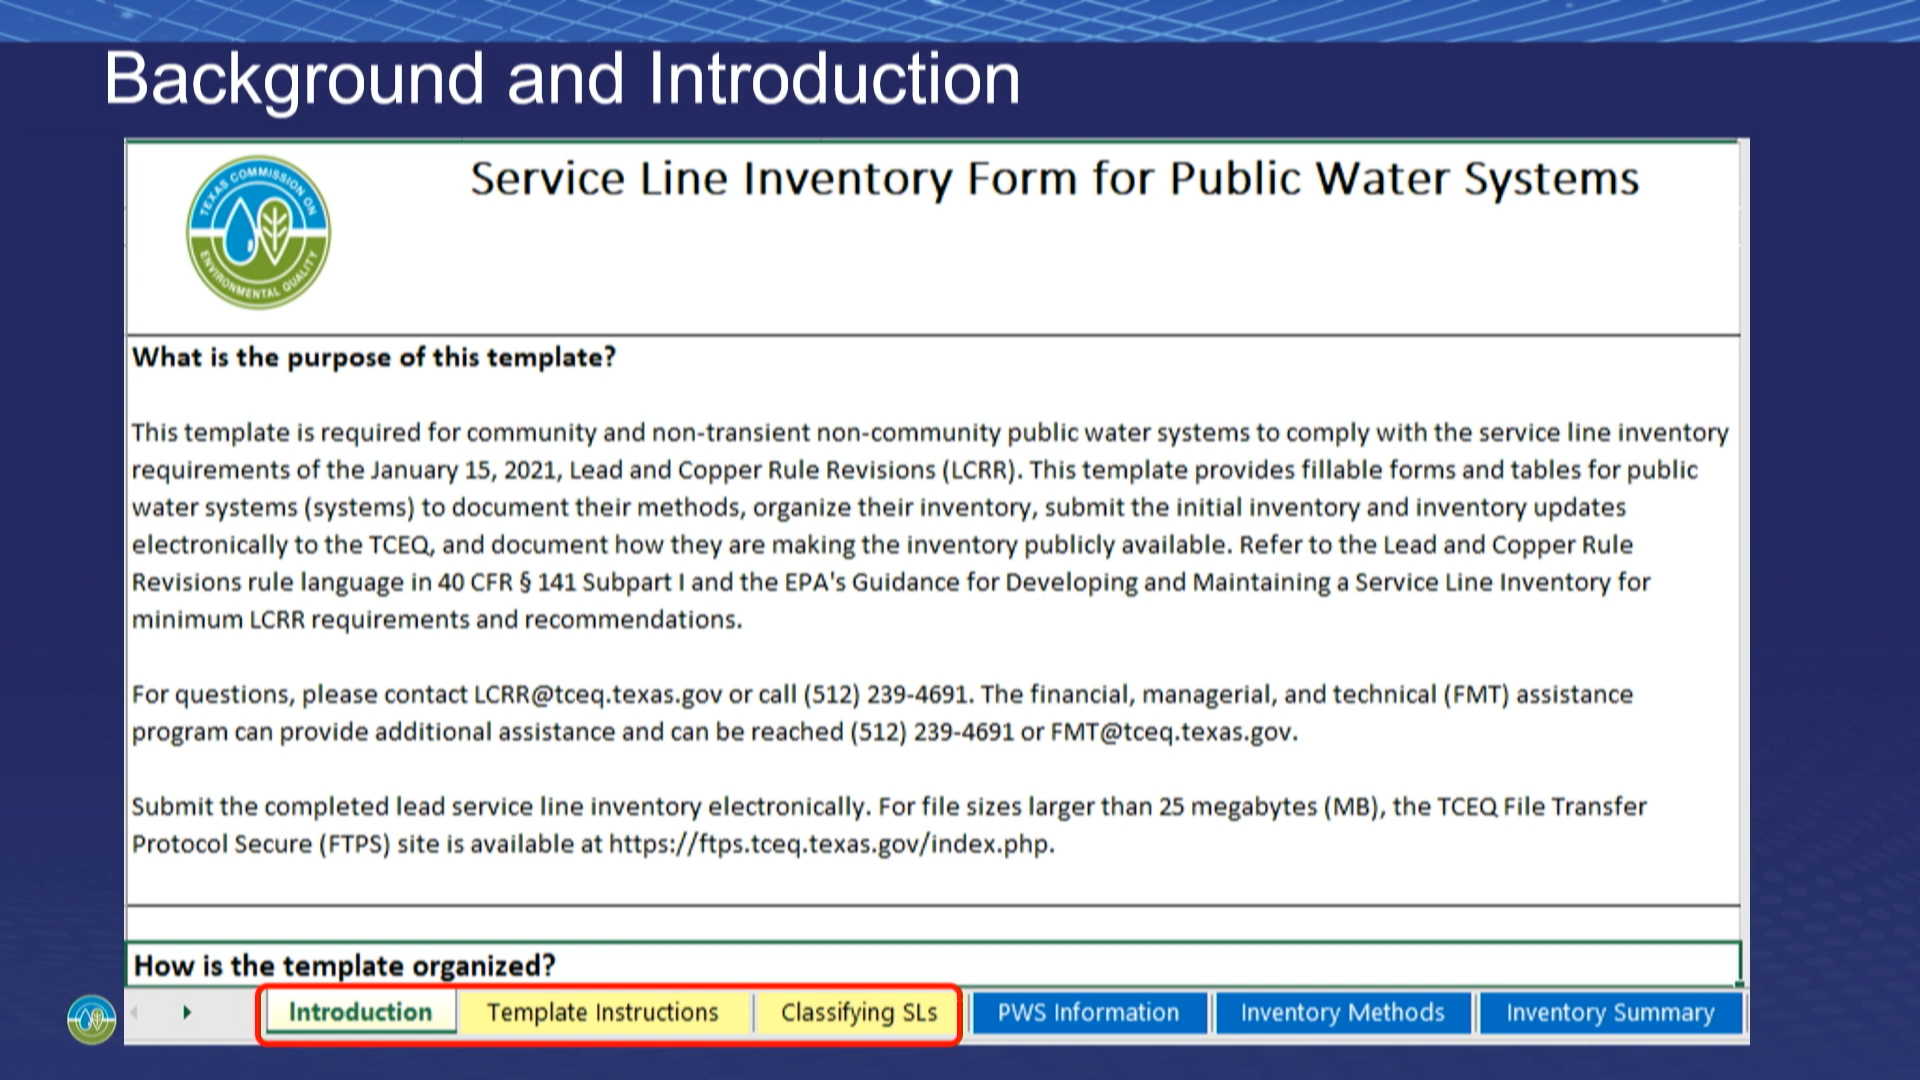 Background and Introduction
TEXAS COMMISSION ON
ENVIRONMENTAL QUALITY
Service Line Inventory Form for Public Water Systems
What is the purpose of this template?
This template is required for community and non-transient non-community public water systems to comply with the service line inventory
requirements of the January 15, 2021, Lead and Copper Rule Revisions (LCRR). This template provides fillable forms and tables for public
water systems (systems) to document their methods, organize their inventory, submit the initial inventory and inventory updates
electronically to the TCEQ, and document how they are making the inventory publicly available. Refer to the Lead and Copper Rule
Revisions rule language in 40 CFR § 141 Subpart I and the EPA's Guidance for Developing and Maintaining a Service Line Inventory for
minimum LCRR requirements and recommendations.
For questions, please contact LCRR@tceq.texas.gov or call (512) 239-4691. The financial, managerial, and technical (FMT) assistance
program can provide additional assistance and can be reached (512) 239-4691 or FMT@tceq.texas.gov.
Submit the completed lead service line inventory electronically. For file sizes larger than 25 megabytes (MB), the TCEQ File Transfer
Protocol Secure (FTPS) site is available at https://ftps.tceq.texas.gov/index.php.
How is the template organized?
Introduction Template Instructions Classifying SLs PWS Information Inventory Methods Inventory Summary